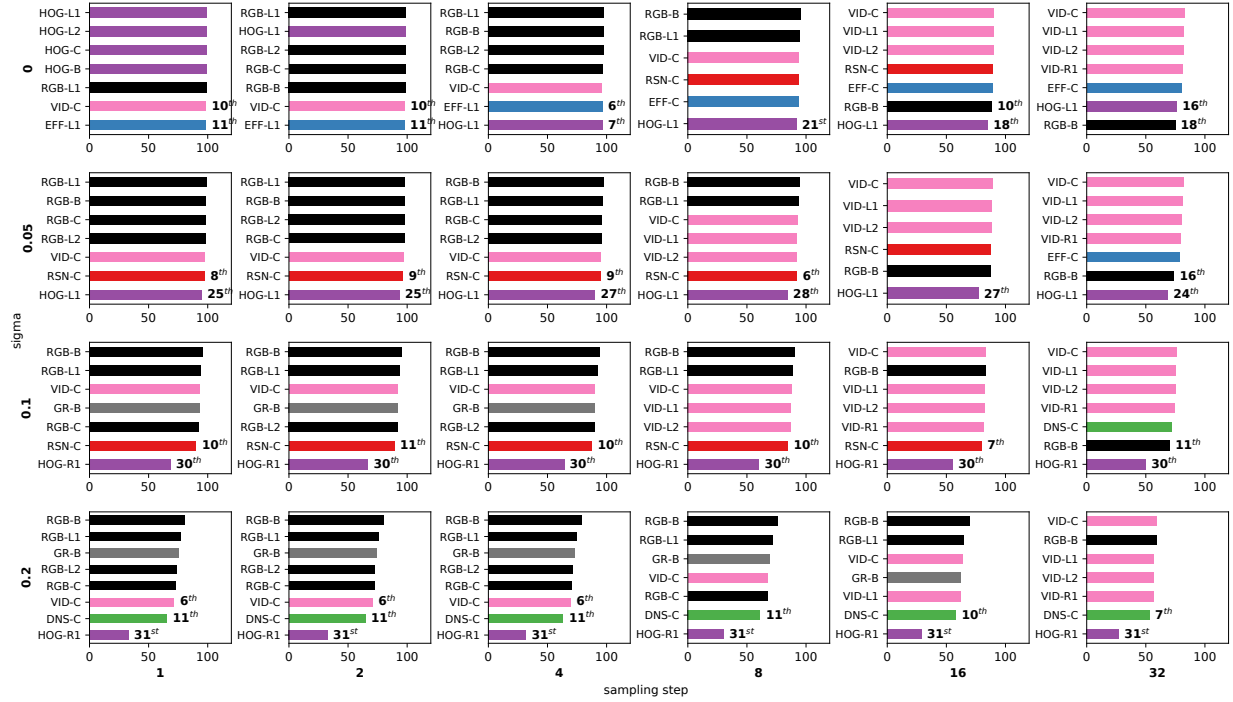 HOG-L1
HOG-L2
HOG-C
HOG-B
RGB-L1
VID-C 10th
EFF-L1 11th
0 50 100
RGB-L1
HOG-L1
RGB-L2
RGB-C
RGB-B
VID-C 10th
EFF-L1 11th
0 50 100
RGB-L1
RGB-B
RGB-L2
RGB-C
VID-C
EFF-L1 6th
HOG-L1 7th
0 50 100
RGB-B
RGB-L1
VID-C
RSN-C
EFF-C
HOG-L1 21st
0 50 100
VID-C
VID-L1
VID-L2
RSN-C
EFF-C
RGB-B 10th
HOG-L1 18th
0 50 100
VID-C
VID-L1
VID-L2
VID-R1
EFF-C
HOG-L1 16th
RGB-B 18th
0 50 100
0
RGB-L1
RGB-B
RGB-C
RGB-L2
VID-C
RSN-C 8th
HOG-L1 25th
0 50 100
RGB-L1
RGB-B
RGB-L2
RGB-C
VID-C
RSN-C 9th
HOG-L1 25th
0 50 100
RGB-B
RGB-L1
RGB-C
RGB-L2
VID-C
RSN-C 9th
HOG-L1 27th
0 50 100
RGB-B
RGB-L1
VID-C
VID-L1
VID-L2
RSN-C 6th
HOG-L1 28th
0 50 100
VID-C
VID-L1
VID-L2
RSN-C
RGB-B
HOG-L1 27th
0 50 100
VID-C
VID-L1
VID-L2
VID-R1
EFF-C
RGB-B 16th
HOG-L1 24th
0 50 100
0.05
sigma
RGB-B
RGB-L1
VID-C
GR-B
RGB-C
RSN-C 10th
HOG-R1 30th
0 50 100
RGB-B
RGB-L1
VID-C
GR-B
RGB-L2
RSN-C 11th
HOG-R1 30th
0 50 100
RGB-B
RGB-L1
VID-C
GR-B
RGB-L2
RSN-C 10th
HOG-R1 30th
0 50 100
RGB-B
RGB-L1
VID-C
VID-L1
VID-L2
RSN-C 10th
HOG-R1 30th
0 50 100
VID-C
RGB-B
VID-L1
VID-L2
VID-R1
RSN-C 7th
HOG-R1 30th
0 50 100
VID-C
VID-L1
VID-L2
VID-R1
DNS-C
RGB-B 11th
HOG-R1 30th
0 50 100
0.1
RGB-B
RGB-L1
GR-B
RGB-L2
RGB-C
VID-C 6th
DNS-C 11th
HOG-R1 31st
0 50 100
1
RGB-B
RGB-L1
GR-B
RGB-L2
RGB-C
VID-C 6th
DNS-C 11th
HOG-R1 31st
0 50 100
2
RGB-B
RGB-L1
GR-B
RGB-L2
RGB-C
VID-C 6th
DNS-C 11th
HOG-R1 31st
0 50 100
4
RGB-B
RGB-L1
GR-B
VID-C
RGB-C
DNS-C 11th
HOG-R1 31st
0 50 100
8
RGB-B
RGB-L1
VID-C
GR-B
VID-L1
DNS-C 10th
HOG-R1 31st
0 50 100
16
VID-C
RGB-B
VID-L1
VID-L2
VID-R1
DNS-C 7th
HOG-R1 31st
0 50 100
32
0.2
sampling step